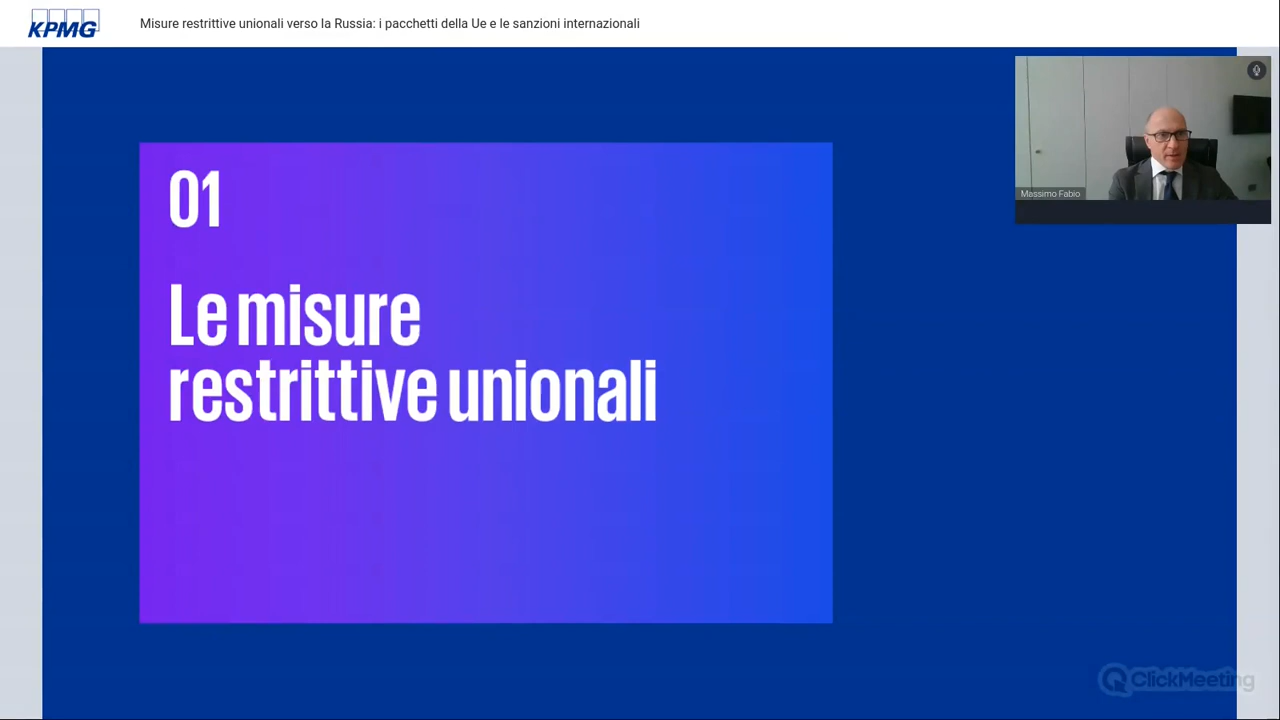 KPMG
Misure restrittive unionali verso la Russia: i pacchetti della Ue e le sanzioni internazionali
Massimo Fabio
01
Le misure
restrittive unionali
ClickMeeting